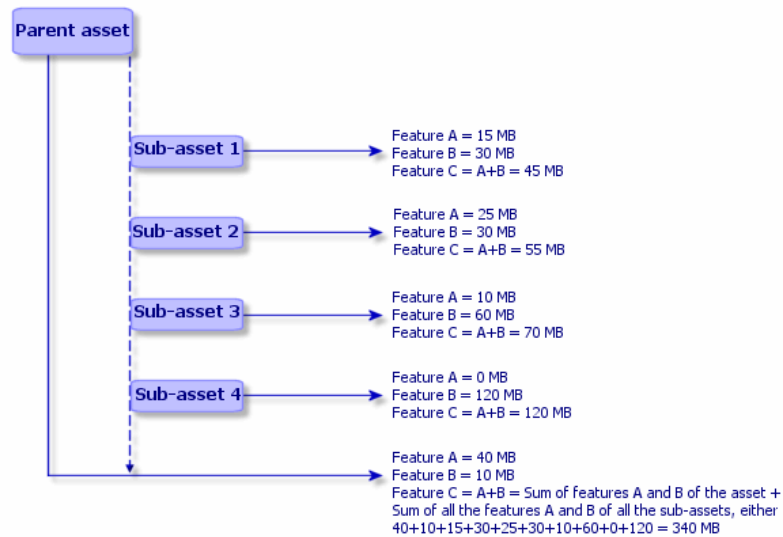 Parent asset
Sub-asset 1
Feature A = 15 MB
Feature B = 30 MB
Feature C = A+B = 45 MB
Sub-asset 2
Feature A = 25 MB
Feature B = 30 MB
Feature C = A+B = 55 MB
Sub-asset 3
Feature A = 10 MB
Feature B = 60 MB
Feature C = A+B = 70 MB
Sub-asset 4
Feature A = 0 MB
Feature B = 120 MB
Feature C = A+B = 120 MB
Feature A = 40 MB
Feature B = 10 MB
Feature C = A+B = Sum of features A and B of the asset +
Sum of all the features A and B of all the sub-assets, either
40+10+15+30+25+30+10+60+0+120 = 340 MB